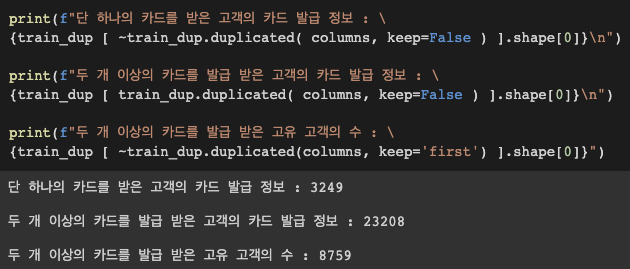 print(f"단 하나의 카드를 받은 고객의 카드 발급 정보 : \
{train_dup [ ~train_dup.duplicated( columns, keep=False ) ].shape[0]}\n")
print(f"두 개 이상의 카드를 발급 받은 고객의 카드 발급 정보 : \
{train_dup [ train_dup.duplicated( columns, keep=False ) ].shape[0]}\n")
print(f"두 개 이상의 카드를 발급 받은 고유 고객의 수 : \
{train_dup [ ~train_dup.duplicated(columns, keep='first') ].shape[0]}")
단 하나의 카드를 받은 고객의 카드 발급 정보 : 3249
두 개 이상의 카드를 발급 받은 고객의 카드 발급 정보 : 23208
두 개 이상의 카드를 발급 받은 고유 고객의 수 : 8759